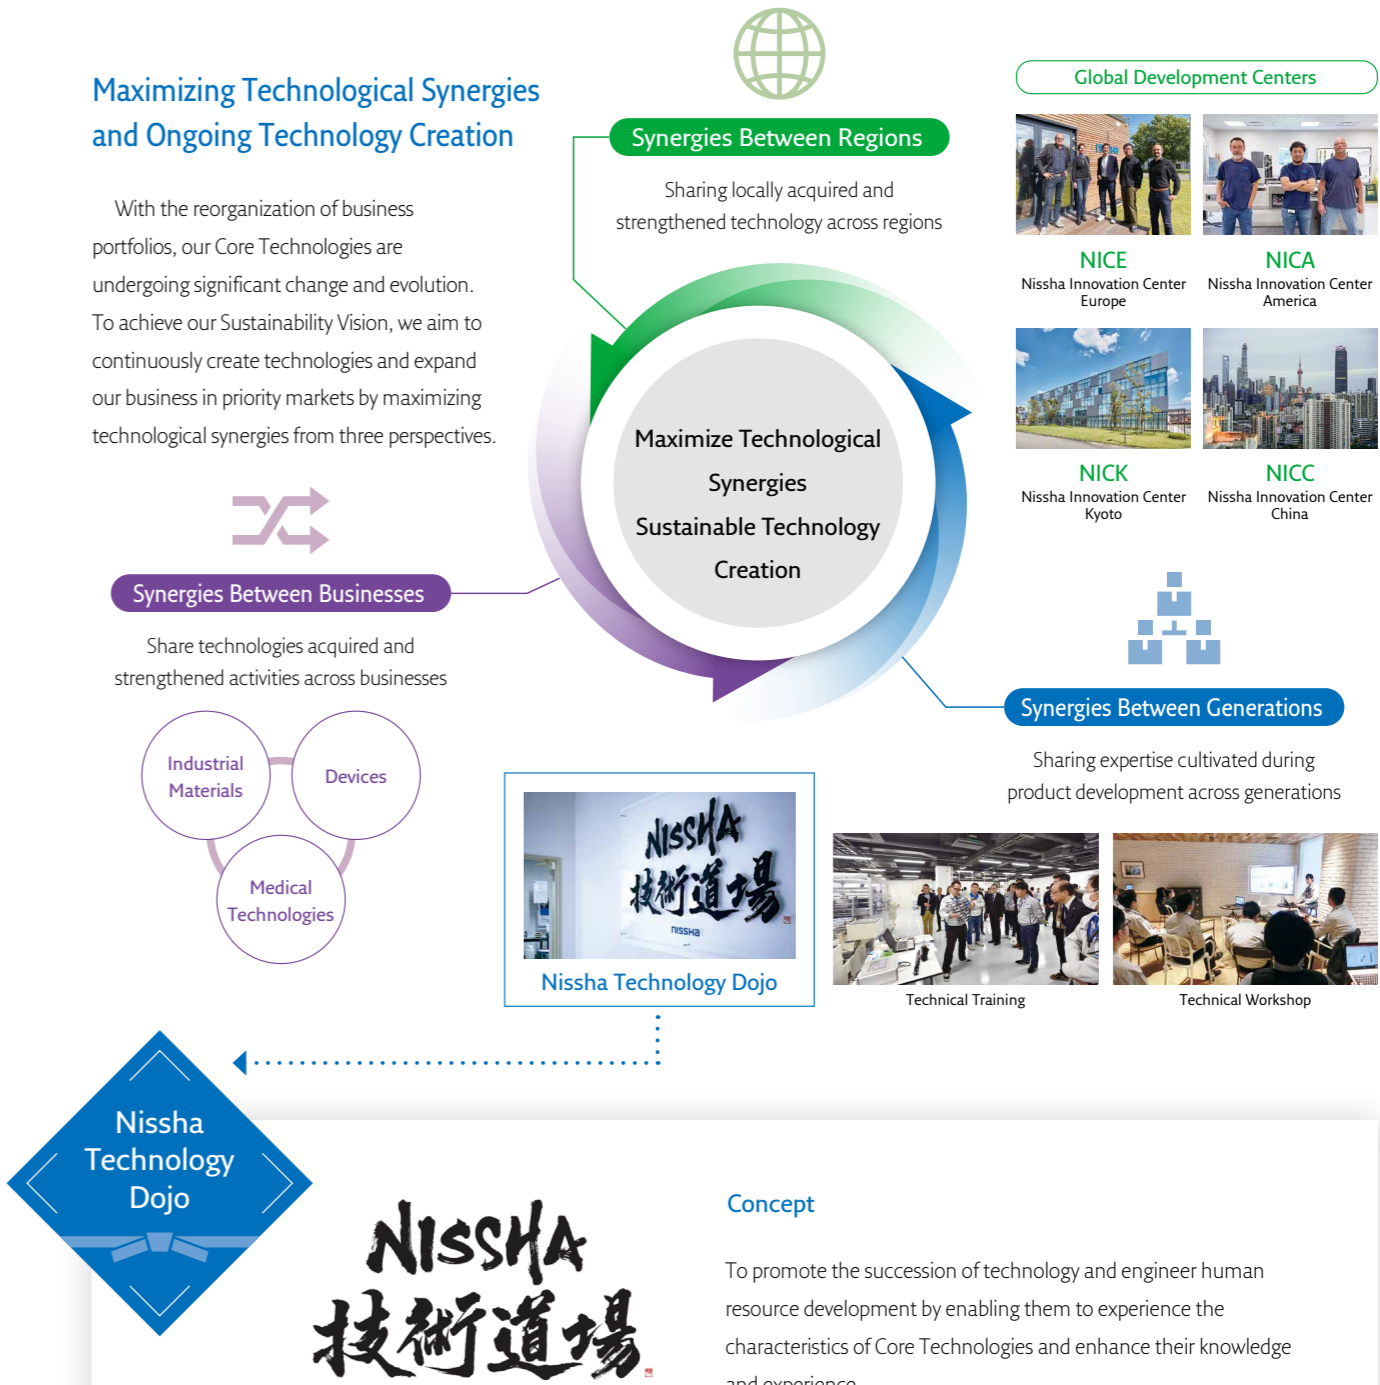 Maximizing Technological Synergies
and Ongoing Technology Creation
With the reorganization of business
portfolios, our Core Technologies are
undergoing significant change and evolution.
To achieve our Sustainability Vision, we aim to
continuously create technologies and expand
our business in priority markets by maximizing
technological synergies from three perspectives.
Synergies Between Regions
Sharing locally acquired and
strengthened technology across regions
Global Development Centers
NICE
Nissha Innovation Center
Europe
NICA
Nissha Innovation Center
America
NICK
Nissha Innovation Center
Kyoto
NICC
Nissha Innovation Center
China
Maximize Technological
Synergies
Sustainable Technology
Creation
Synergies Between Businesses
Share technologies acquired and
strengthened activities across businesses
Industrial
Materials
Devices
Medical
Technologies
Synergies Between Generations
Sharing expertise cultivated during
product development across generations
NISSHA
技術道場
nissha
Nissha Technology Dojo
Technical Training
Technical Workshop
Nissha
Technology
Dojo
NISSHA
技術道場
Concept
To promote the succession of technology and engineer human
resource development by enabling them to experience the
characteristics of Core Technologies and enhance their knowledge
and experience